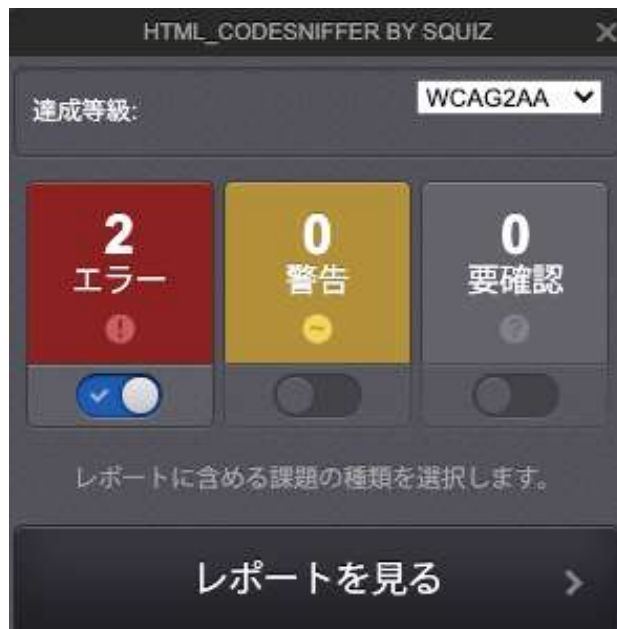 HTML_CODESNIFFER BY SQUIZ ×
達成等級: WCAG2AA
2 0 0
エラー 警告 要確認
レポートに含める課題の種類を選択します。
レポートを見る